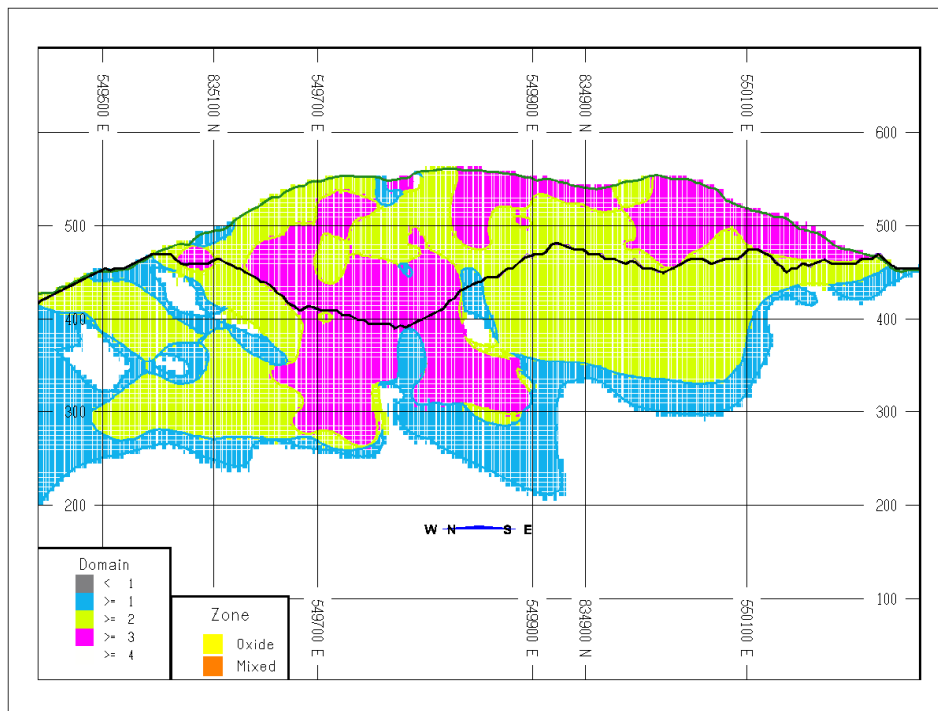 549500 E
835100 N
549700 E
549900 E
834900 N
550100 E
600 600
500 500
400 400
300 300
200 200
W N S E
100
Domain
< 1
>= 1
>= 2
>= 3
>= 4
Zone
Oxide
Mixed
549700 E
549900 E
834900 N
550100 E